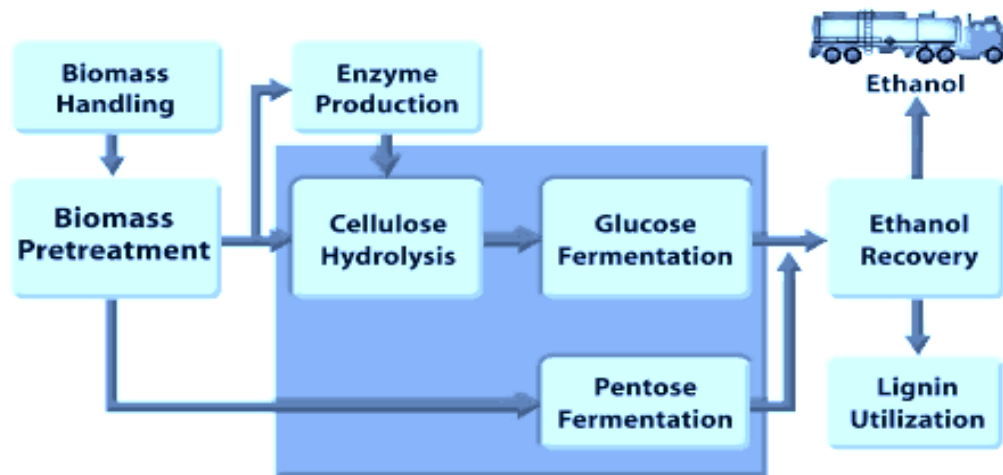 Biomass
Handling
Enzyme
Production
Ethanol
Biomass
Pretreatment
Cellulose
Hydrolysis
Glucose
Fermentation
Ethanol
Recovery
Pentose
Fermentation
Lignin
Utilization